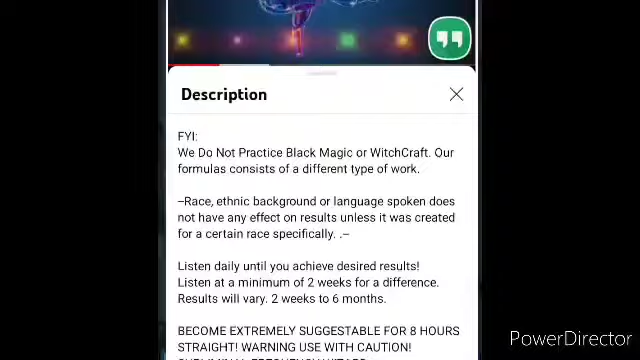 Description
FYI:
We Do Not Practice Black Magic or WitchCraft. Our
formulas consists of a different type of work.
--Race, ethnic background or language spoken does
not have any effect on results unless it was created
for a certain race specifically. .--
Listen daily until you achieve desired results!
Listen at a minimum of 2 weeks for a difference.
Results will vary. 2 weeks to 6 months.
BECOME EXTREMELY SUGGESTABLE FOR 8 HOURS
STRAIGHT! WARNING USE WITH CAUTION!
PowerDirector